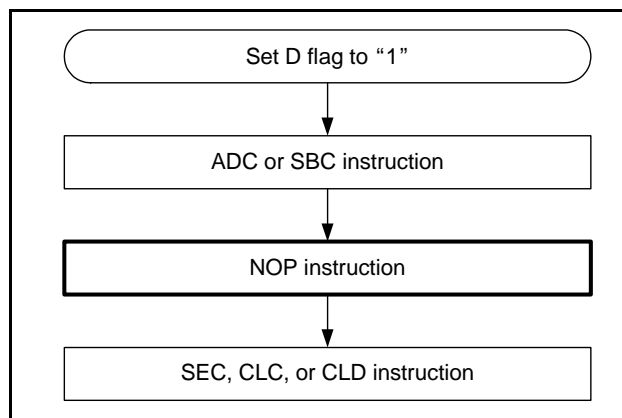 Set D flag to “1”
ADC or SBC instruction
NOP instruction
SEC, CLC, or CLD instruction